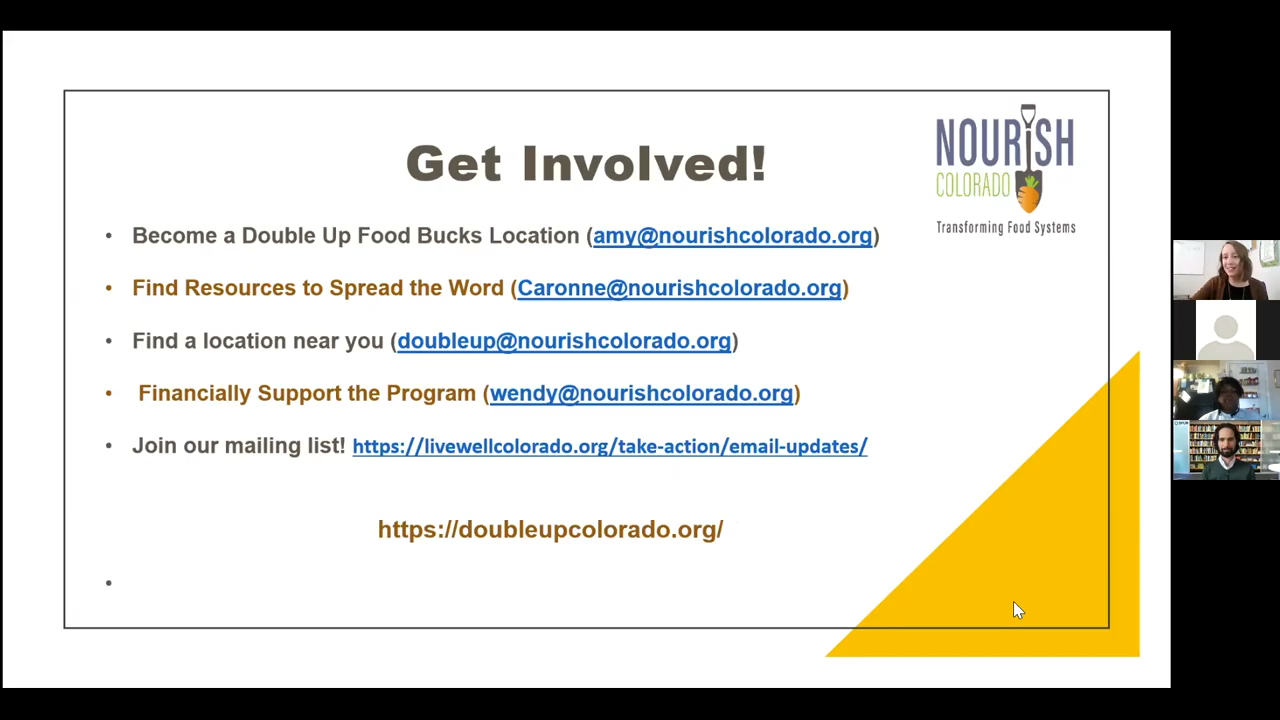 Get Involved!
NOURISH
COLORADO
Transforming Food Systems
• Become a Double Up Food Bucks Location (amy@nourishcolorado.org)
• Find Resources to Spread the Word (Caronne@nourishcolorado.org)
• Find a location near you (doubleup@nourishcolorado.org)
• Financially Support the Program (wendy@nourishcolorado.org)
• Join our mailing list! https://livewellcolorado.org/take-action/email-updates/
https://doubleupcolorado.org/
•